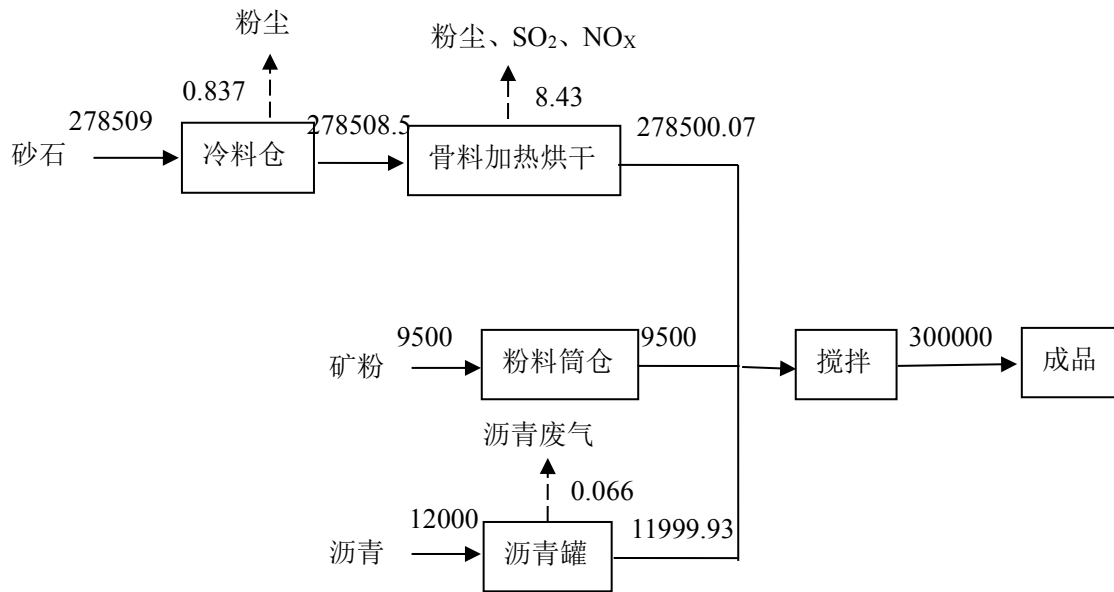 粉尘
粉尘、SO₂、NOX
0.837
8.43
278509
278508.5
278500.07
砂石
冷料仓
骨料加热烘干
9500
9500
300000
矿粉
粉料筒仓
搅拌
成品
沥青废气
0.066
12000
11999.93
沥青
沥青罐